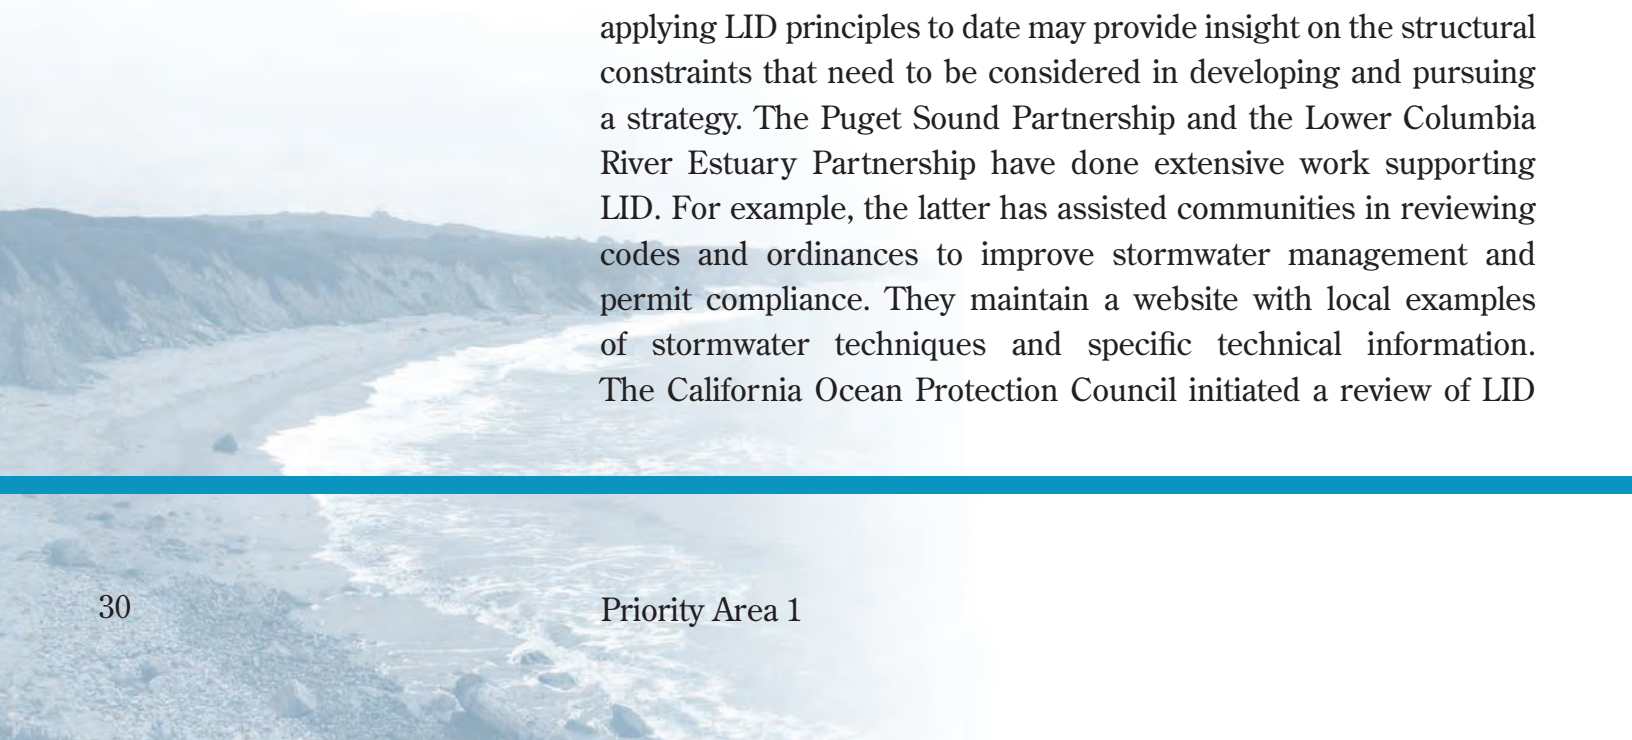 applying LID principles to date may provide insight on the structural
constraints that need to be considered in developing and pursuing
a strategy. The Puget Sound Partnership and the Lower Columbia
River Estuary Partnership have done extensive work supporting
LID. For example, the latter has assisted communities in reviewing
codes and ordinances to improve stormwater management and
permit compliance. They maintain a website with local examples
of stormwater techniques and specific technical information.
The California Ocean Protection Council initiated a review of LID
30
Priority Area 1